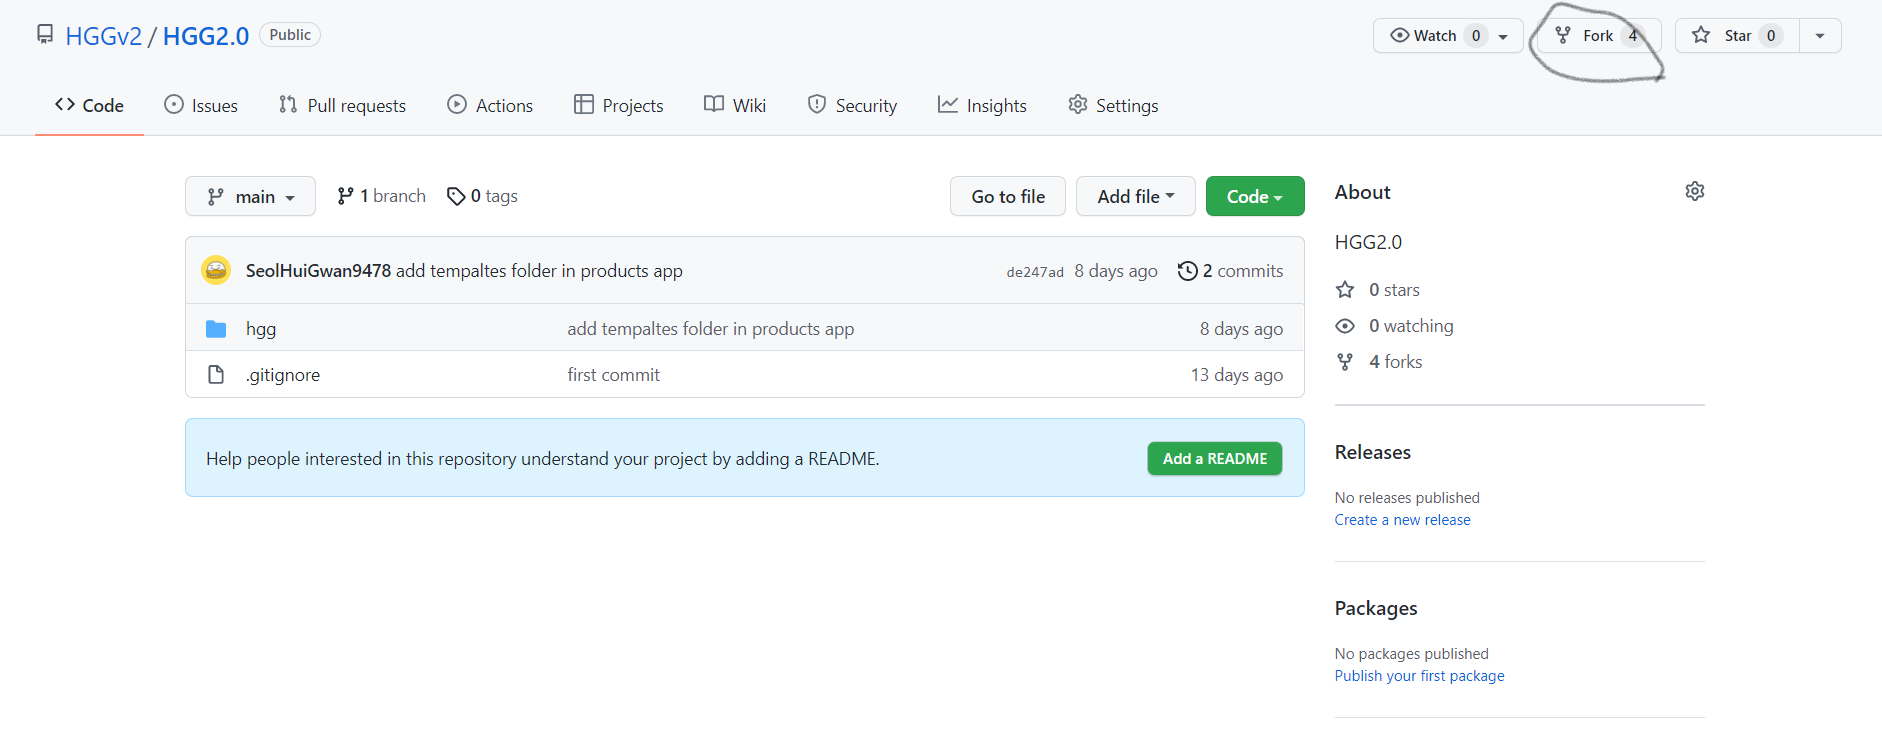 HGGv2 / HGG2.0 Public
Watch 0 Fork 4 Star 0
Code Issues Pull requests Actions Projects Wiki Security Insights Settings
main 1 branch 0 tags Go to file Add file Code
SeolHuiGwan9478 add tempaltes folder in products app de247ad 8 days ago 2 commits
hgg add tempaltes folder in products app 8 days ago
.gitignore first commit 13 days ago
Help people interested in this repository understand your project by adding a README. Add a README
About
HGG2.0
0 stars
0 watching
4 forks
Releases
No releases published
Create a new release
Packages
No packages published
Publish your first package